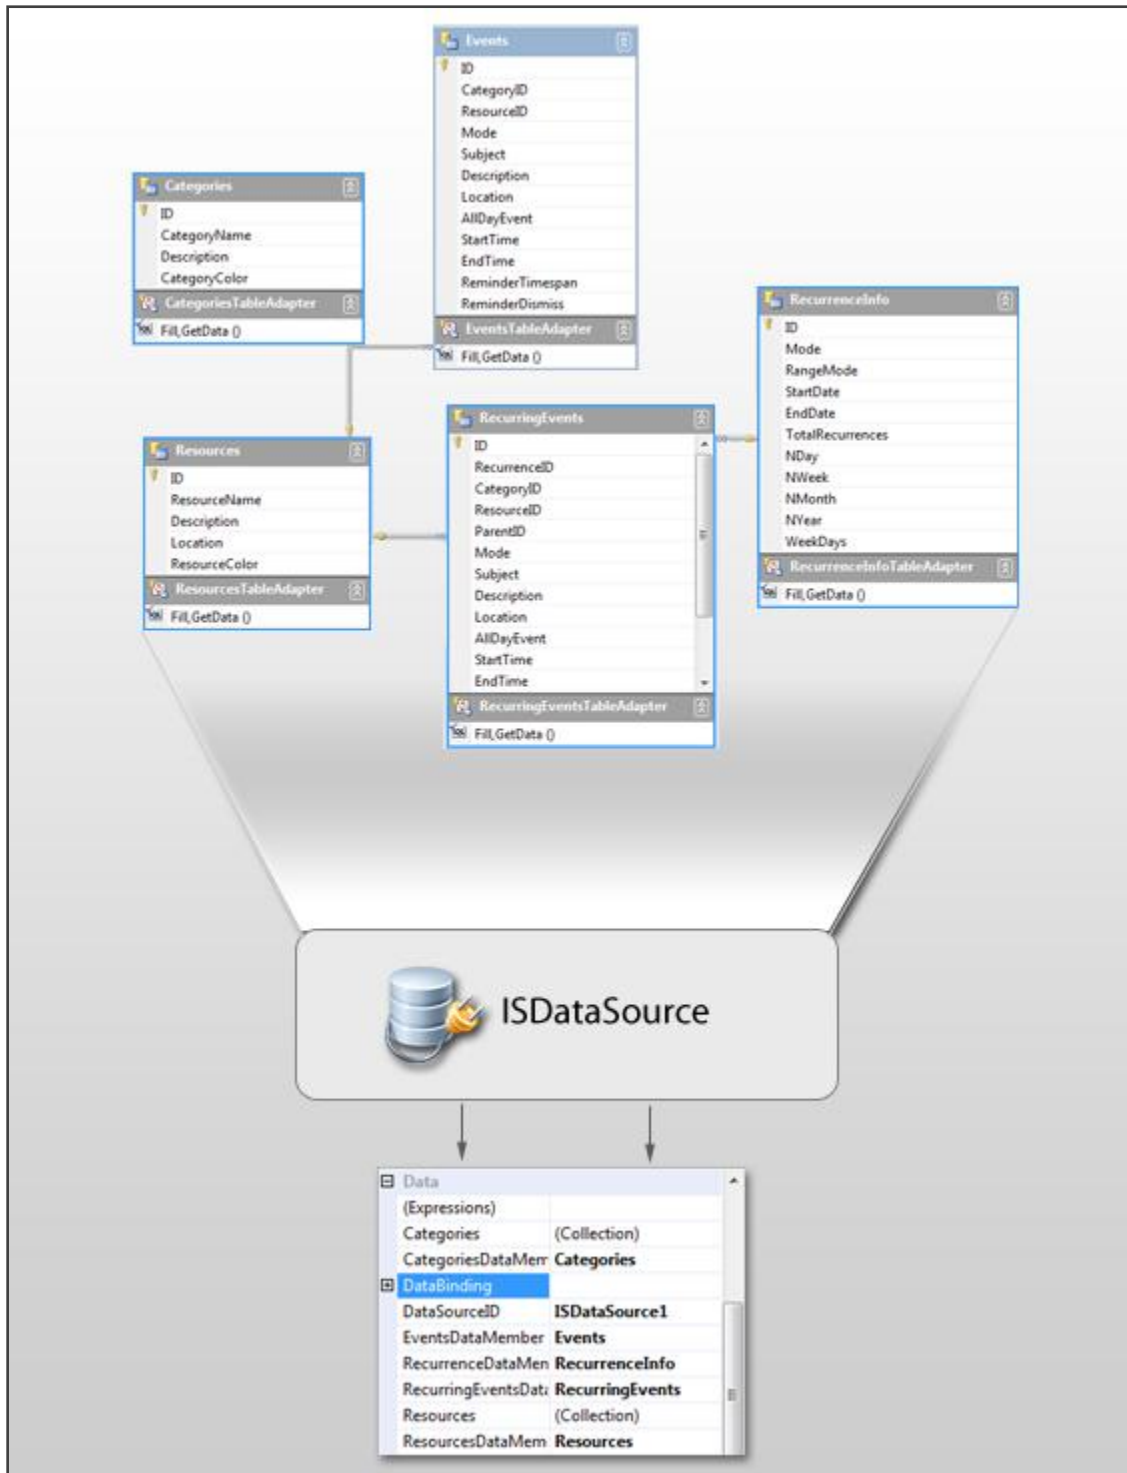 Events
ID
CategoryID
ResourceID
Mode
Subject
Description
Location
AllDayEvent
StartTime
EndTime
ReminderTimespan
ReminderDismiss
EventsTableAdapter
Fill,GetData ()
Categories
ID
CategoryName
Description
CategoryColor
CategoriesTableAdapter
Fill,GetData ()
RecurrenceInfo
ID
Mode
RangeMode
StartDate
EndDate
TotalRecurrences
NDay
NWeek
NMonth
NYear
WeekDays
RecurrenceInfoTableAdapter
Fill,GetData ()
RecurringEvents
ID
RecurrenceID
CategoryID
ResourceID
ParentID
Mode
Subject
Description
Location
AllDayEvent
StartTime
EndTime
RecurringEventsTableAdapter
Fill,GetData ()
Resources
ID
ResourceName
Description
Location
ResourceColor
ResourcesTableAdapter
Fill,GetData ()
ISDataSource
Data
(Expressions)
Categories (Collection)
CategoriesDataMem Categories
DataBinding
DataSourceID ISDataSource1
EventsDataMember Events
RecurrenceDataMen RecurrenceInfo
RecurringEventsData RecurringEvents
Resources (Collection)
ResourcesDataMem Resources